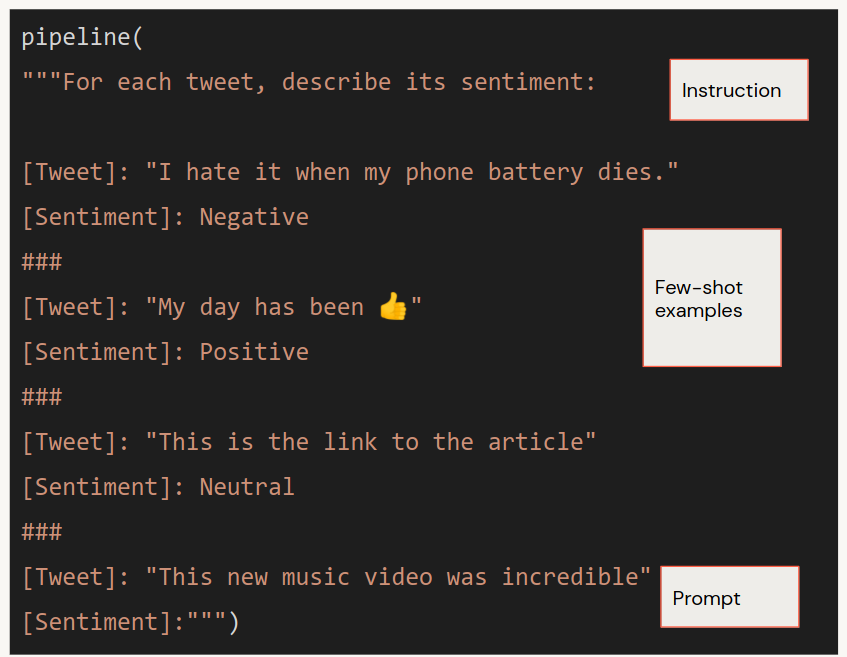 pipeline(
"""For each tweet, describe its sentiment:
Instruction
[Tweet]: "I hate it when my phone battery dies."
[Sentiment]: Negative
###
Few-shot
examples
[Tweet]: "My day has been 👍"
[Sentiment]: Positive
###
[Tweet]: "This is the link to the article"
[Sentiment]: Neutral
###
[Tweet]: "This new music video was incredible"
[Sentiment]:""")
Prompt